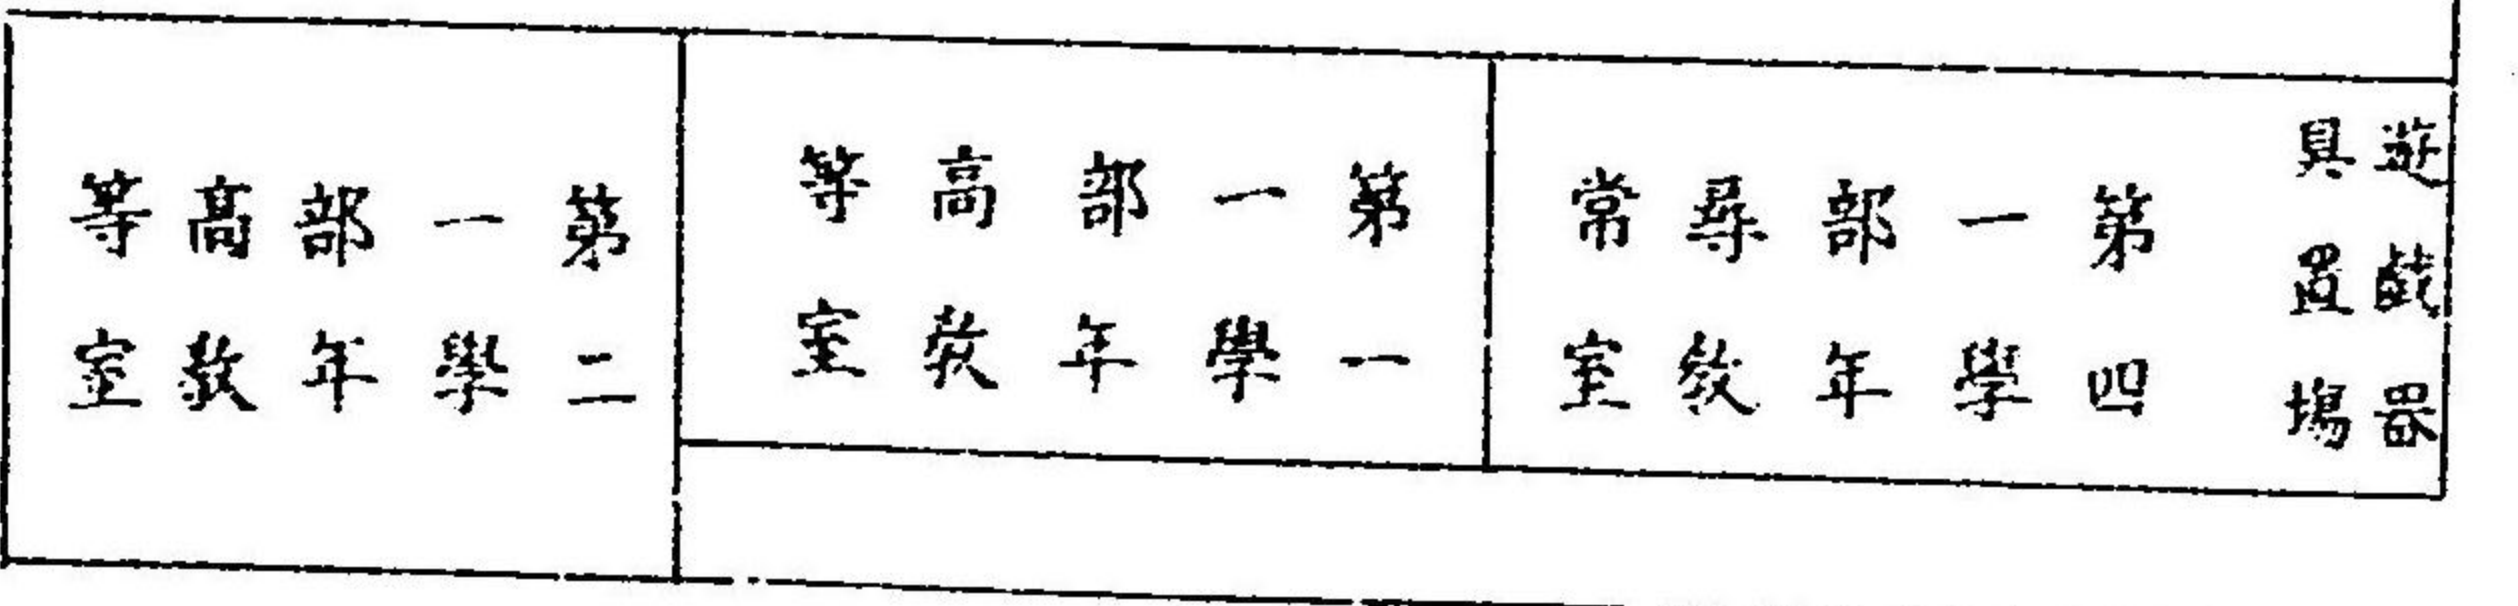 遊戯器
具置場
第一部尋常
四學年教室
第一部高等
一學年教室
第一部高等
二學年教室